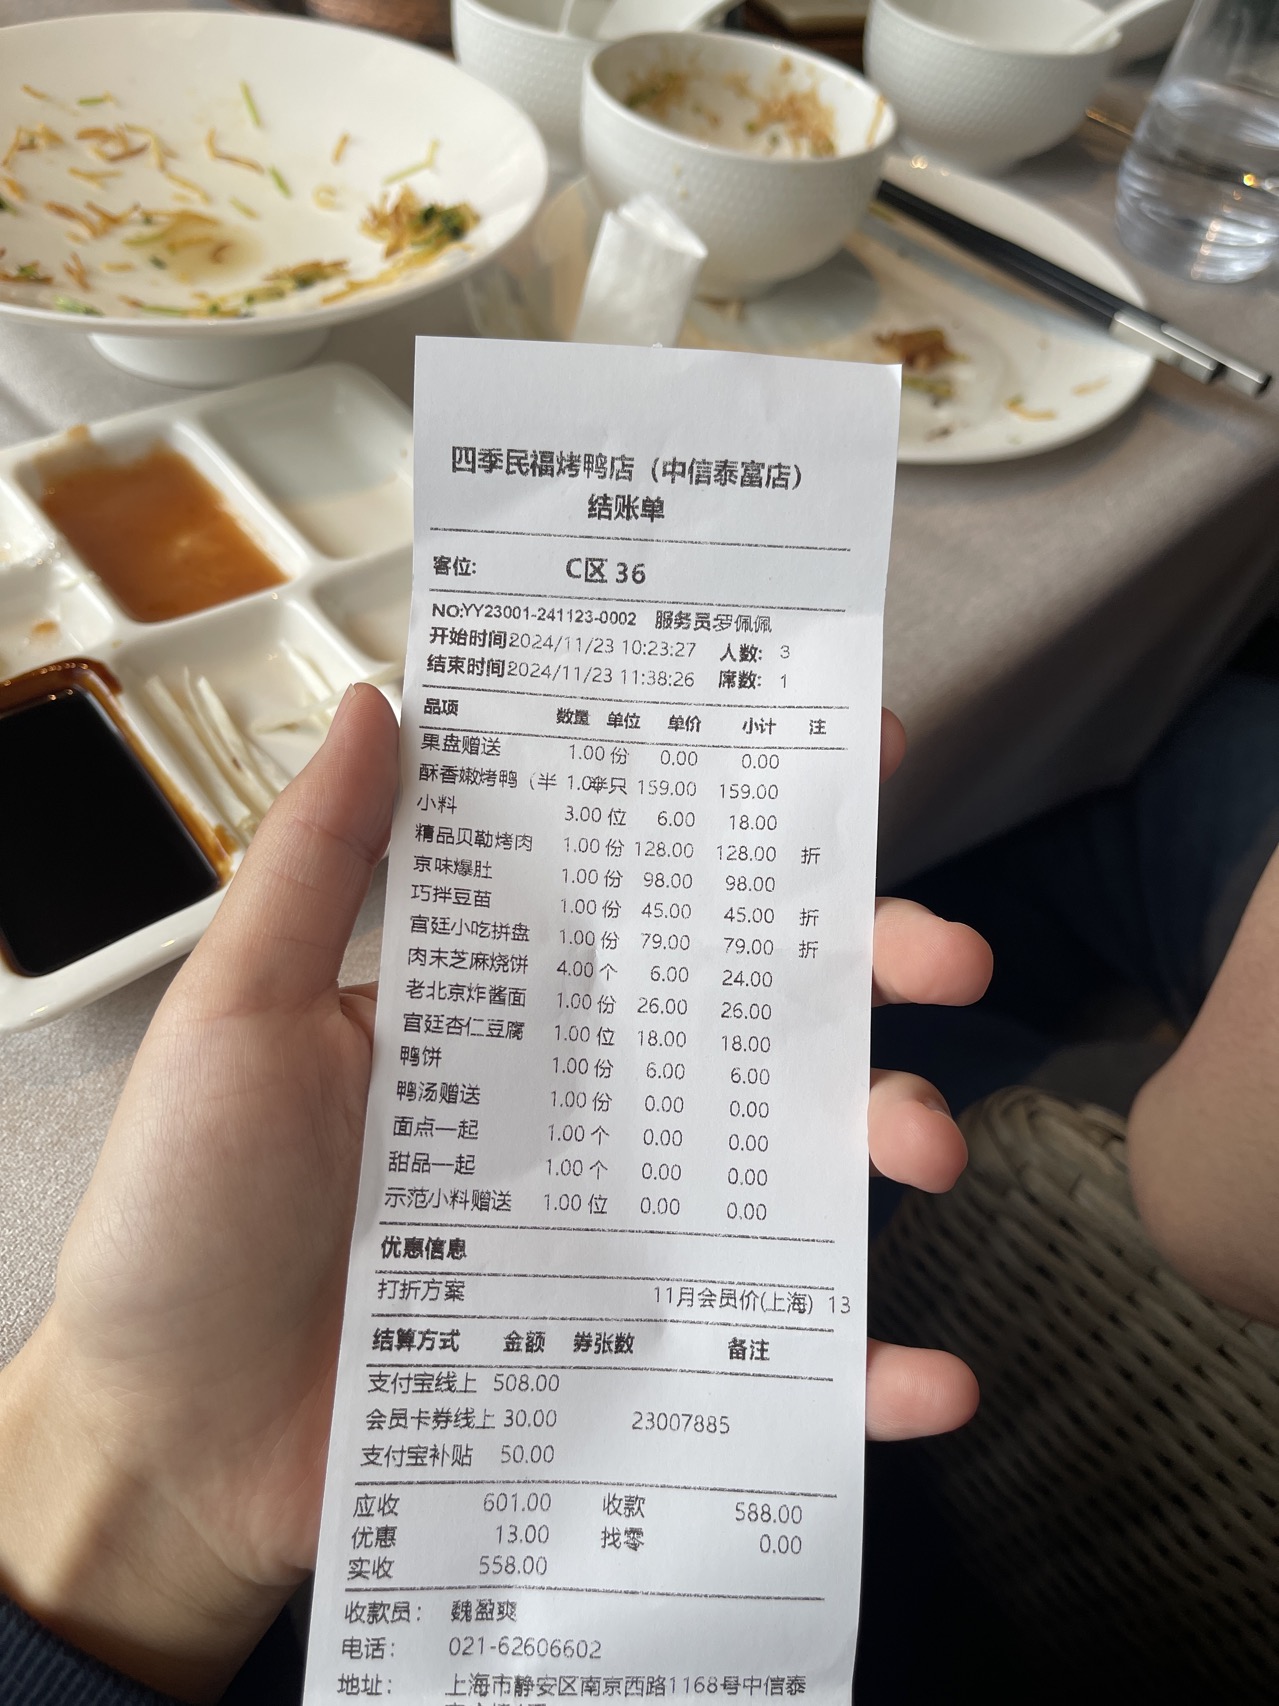 四季民福烤鸭店（中信泰富店）
结账单
客位: C区 36
NO:YY23001-241123-0002 服务员:罗佩佩
开始时间2024/11/23 10:23:27 人数: 3
结束时间2024/11/23 11:38:26 席数: 1
品项 数量 单位 单价 小计 注
果盘赠送 1.00 份 0.00 0.00
酥香嫩烤鸭（半 1.00 半只 159.00 159.00
小料 3.00 位 6.00 18.00
精品贝勒烤肉 1.00 份 128.00 128.00 折
京味爆肚 1.00 份 98.00 98.00
巧拌豆苗 1.00 份 45.00 45.00 折
宫廷小吃拼盘 1.00 份 79.00 79.00 折
肉末芝麻烧饼 4.00 个 6.00 24.00
老北京炸酱面 1.00 份 26.00 26.00
宫廷杏仁豆腐 1.00 位 18.00 18.00
鸭饼 1.00 份 6.00 6.00
鸭汤赠送 1.00 份 0.00 0.00
面点一起 1.00 个 0.00 0.00
甜品一起 1.00 个 0.00 0.00
示范小料赠送 1.00 位 0.00 0.00
优惠信息
打折方案 11月会员价(上海) 13
结算方式 金额 券张数 备注
支付宝线上 508.00
会员卡券线上 30.00 23007885
支付宝补贴 50.00
应收 601.00 收款 588.00
优惠 13.00 找零 0.00
实收 558.00
收款员： 魏盈爽
电话： 021-62606602
地址： 上海市静安区南京西路1168号中信泰